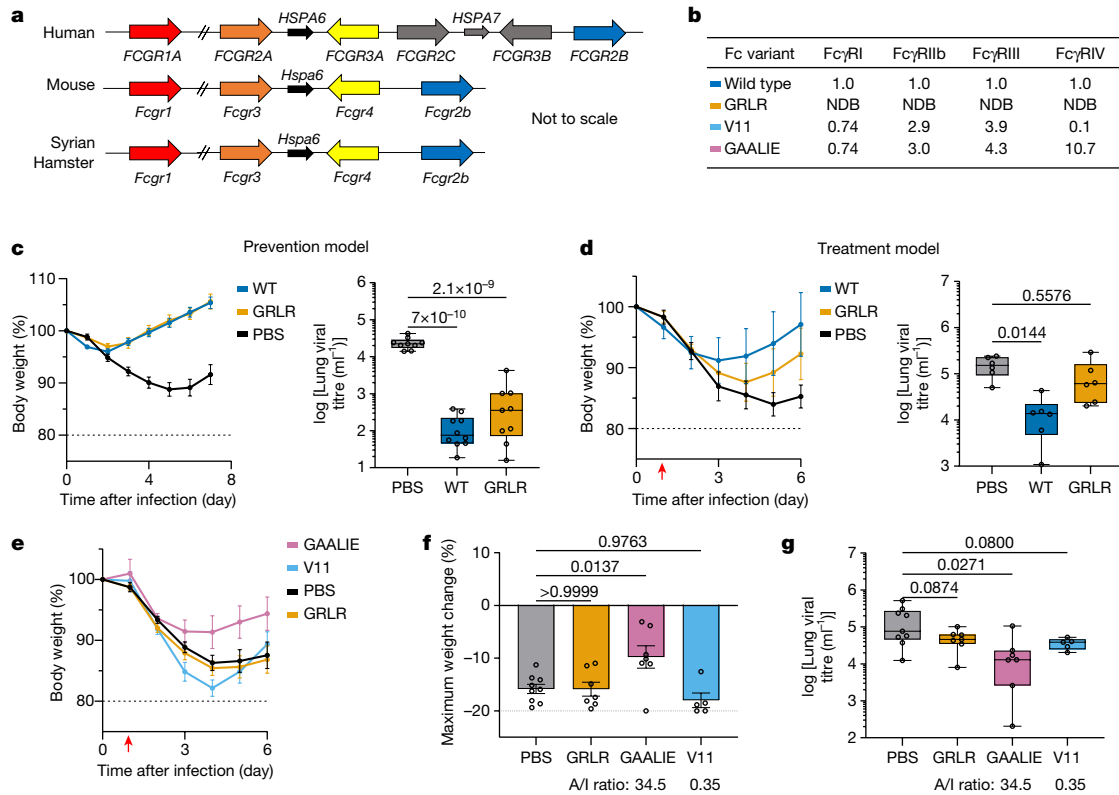 a
Human
HSPA6
HSPA7
FCGR1A
FCGR2A
FCGR3A
FCGR2C
FCGR3B
FCGR2B
Mouse
Hspa6
Fcgr1
Fcgr3
Fcgr4
Fcgr2b
Not to scale
Syrian
Hamster
Hspa6
Fcgr1
Fcgr3
Fcgr4
Fcgr2b
b
Fc variant FcγRI FcγRIIb FcγRIII FcγRIV
Wild type 1.0 1.0 1.0 1.0
GRLR NDB NDB NDB NDB
V11 0.74 2.9 3.9 0.1
GAALIE 0.74 3.0 4.3 10.7
c
Prevention model
Body weight (%)
110
100
90
80
0 4 8
Time after infection (day)
WT
GRLR
PBS
log [Lung viral
titre (ml⁻¹)]
6
5
4
3
2
1
2.1×10⁻⁹
7×10⁻¹⁰
PBS WT GRLR
d
Treatment model
Body weight (%)
100
90
80
0 3 6
Time after infection (day)
WT
GRLR
PBS
log [Lung viral
titre (ml⁻¹)]
7
6
5
4
3
0.5576
0.0144
PBS WT GRLR
e
Body weight (%)
100
90
80
0 3 6
Time after infection (day)
GAALIE
V11
PBS
GRLR
f
Maximum weight change (%)
10
0
−10
−20
0.9763
0.0137
>0.9999
PBS GRLR GAALIE V11
A/I ratio: 34.5 0.35
g
log [Lung viral
titre (ml⁻¹)]
7
6
5
4
3
2
0.0800
0.0271
0.0874
PBS GRLR GAALIE V11
A/I ratio: 34.5 0.35